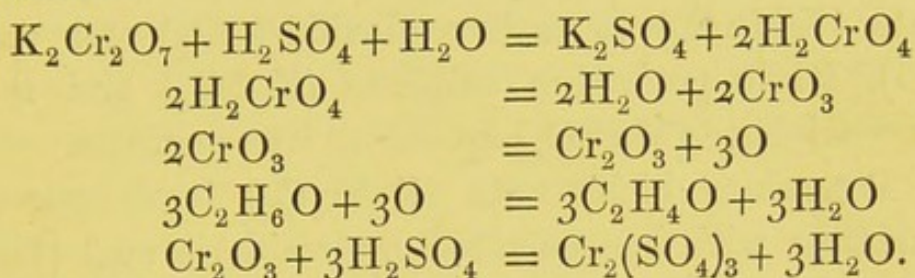 K₂Cr₂O₇ + H₂SO₄ + H₂O = K₂SO₄ + 2H₂CrO₄
2H₂CrO₄ = 2H₂O + 2CrO₃
2CrO₃ = Cr₂O₃ + 3O
3C₂H₆O + 3O = 3C₂H₄O + 3H₂O
Cr₂O₃ + 3H₂SO₄ = Cr₂(SO₄)₃ + 3H₂O.